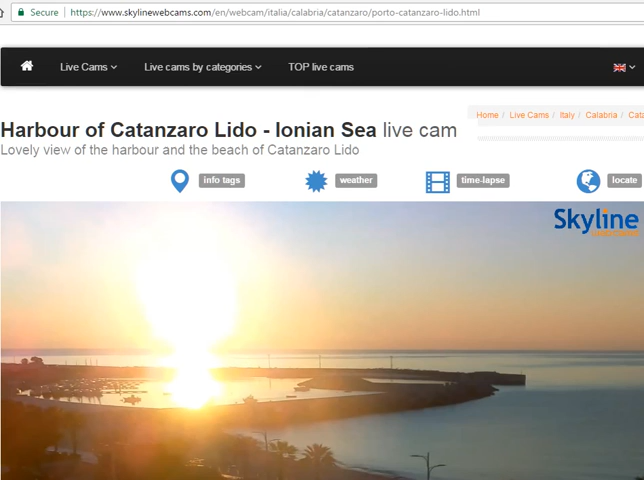 Secure https://www.skylinewebcams.com/en/webcam/italia/calabria/catanzaro/porto-catanzaro-lido.html
Live Cams Live cams by categories TOP live cams
Home / Live Cams / Italy / Calabria / Cata
Harbour of Catanzaro Lido - Ionian Sea live cam
Lovely view of the harbour and the beach of Catanzaro Lido
info tags weather time-lapse locate
Skyline